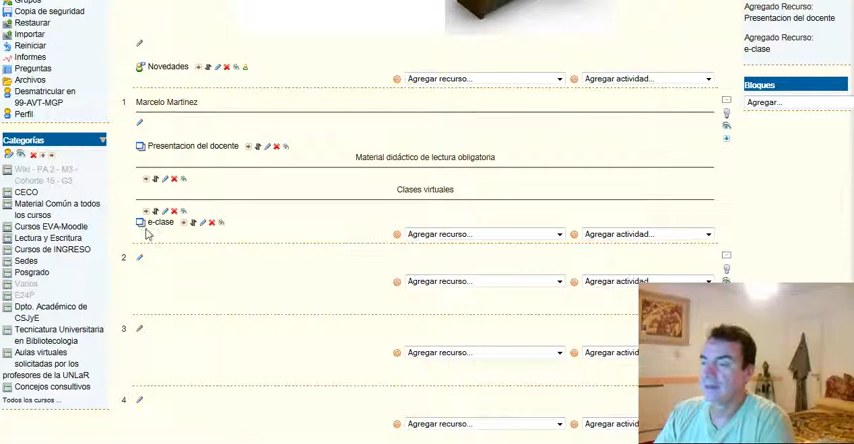 Grupos
Copia de seguridad
Restaurar
Importar
Reiniciar
Informes
Preguntas
Archivos
Desmatricular en
99-AVT-MGP
Perfil
Categorías
Wiki - PA 2 - M3 -
Cohorte 15 - G3
CECO
Material Común a todos
los cursos
Cursos EVA-Moodle
Lectura y Escritura
Cursos de INGRESO
Sedes
Posgrado
Varios
E24P
Dpto. Académico de
CSJyE
Tecnicatura Universitaria
en Bibliotecología
Aulas virtuales
solicitadas por los
profesores de la UNLaR
Concejos consultivos
Todos los cursos ...
Novedades
Agregar recurso... Agregar actividad...
1 Marcelo Martinez
Presentacion del docente
Material didáctico de lectura obligatoria
Clases virtuales
e-clase
Agregar recurso... Agregar actividad...
2
Agregar recurso... Agregar actividad...
3
Agregar recurso... Agregar activid
4
Agregar recurso... Agregar activid
Agregado Recurso:
Presentacion del docente
Agregado Recurso:
e-clase
Bloques
Agregar...